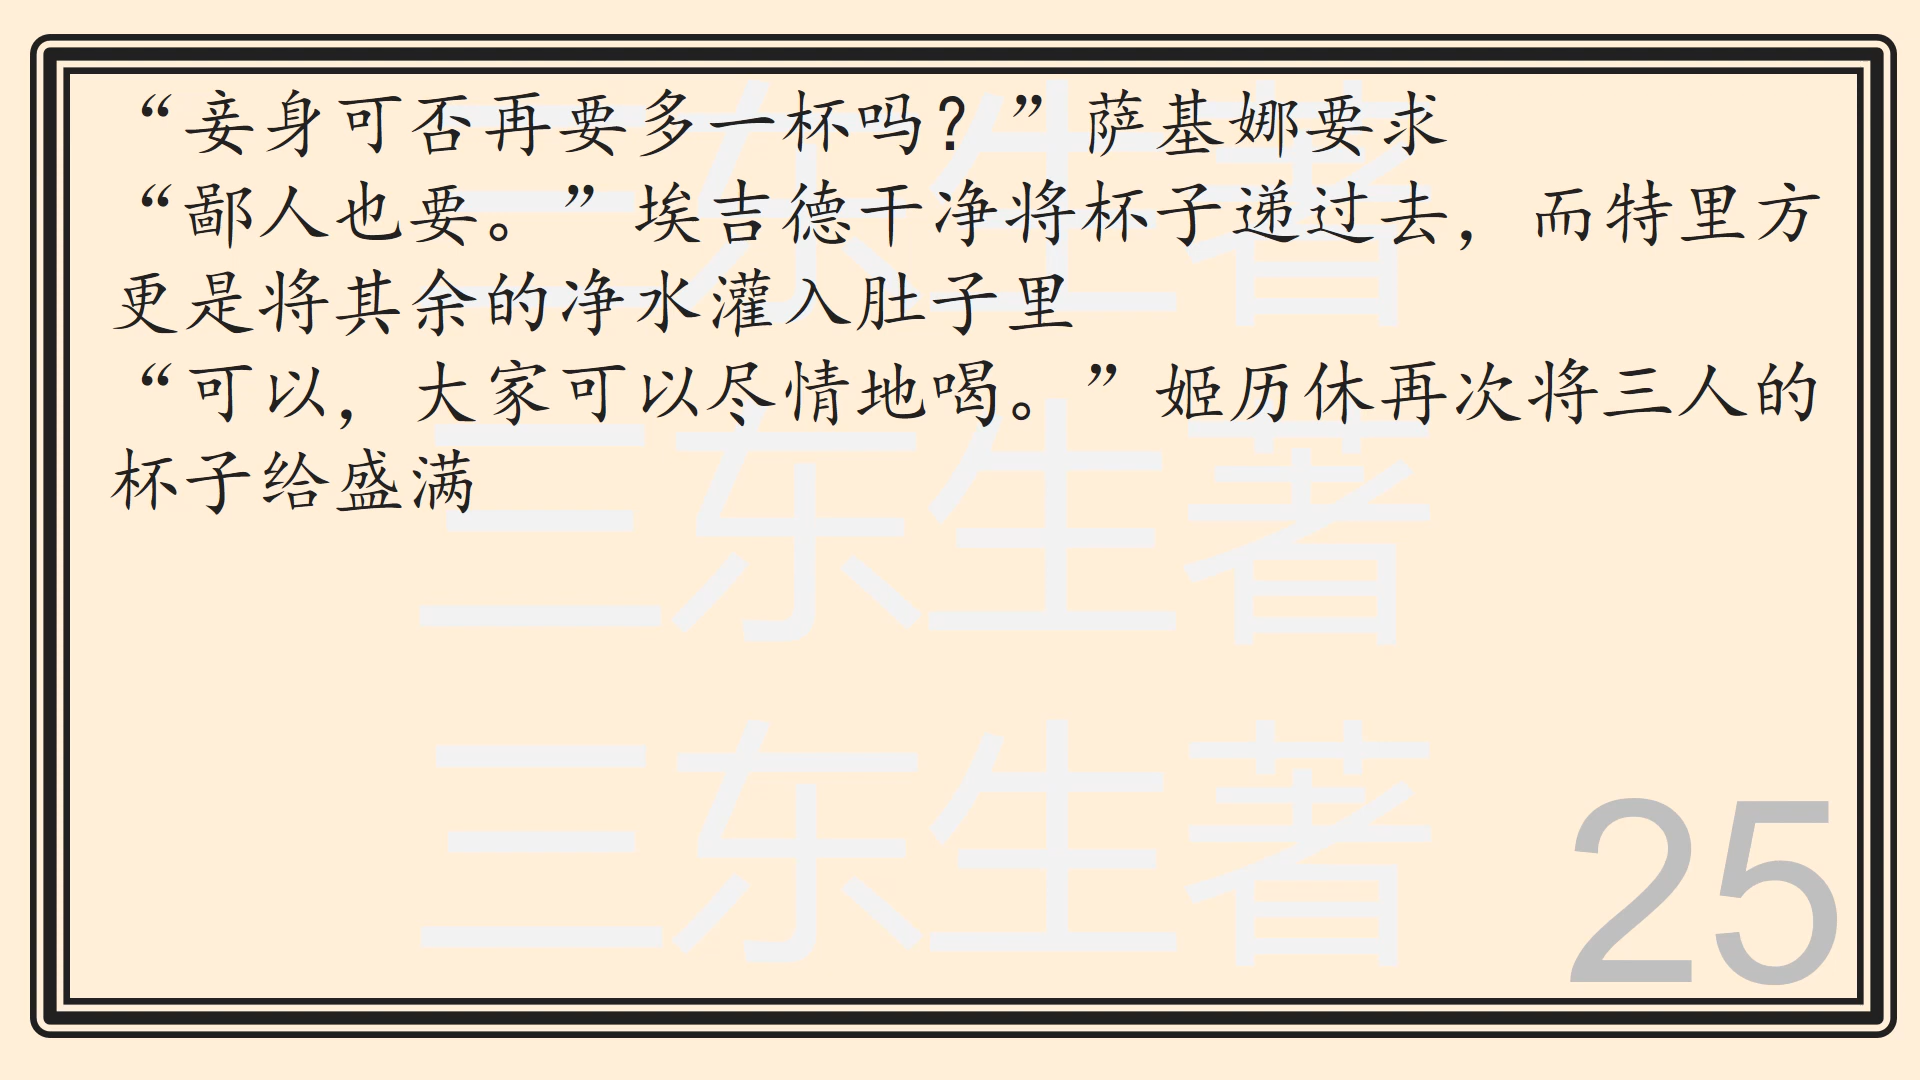 “妾身可否再要多一杯吗？”萨基娜要求
“鄙人也要。”埃吉德干净将杯子递过去，而特里方
更是将其余的净水灌入肚子里
“可以，大家可以尽情地喝。”姬历休再次将三人的
杯子给盛满
三东生著
三东生著
三东生著
25